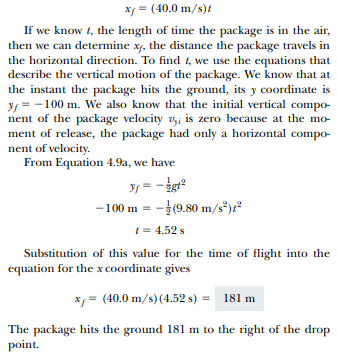 x_f = (40.0 m/s)t
If we know t, the length of time the package is in the air,
then we can determine x_f, the distance the package travels in
the horizontal direction. To find t, we use the equations that
describe the vertical motion of the package. We know that at
the instant the package hits the ground, its y coordinate is
y_f = −100 m. We also know that the initial vertical compo-
nent of the package velocity v_yi is zero because at the mo-
ment of release, the package had only a horizontal compo-
nent of velocity.
From Equation 4.9a, we have
y_f = −½gt²
−100 m = −½(9.80 m/s²)t²
t = 4.52 s
Substitution of this value for the time of flight into the
equation for the x coordinate gives
x_f = (40.0 m/s)(4.52 s) = 181 m
The package hits the ground 181 m to the right of the drop
point.